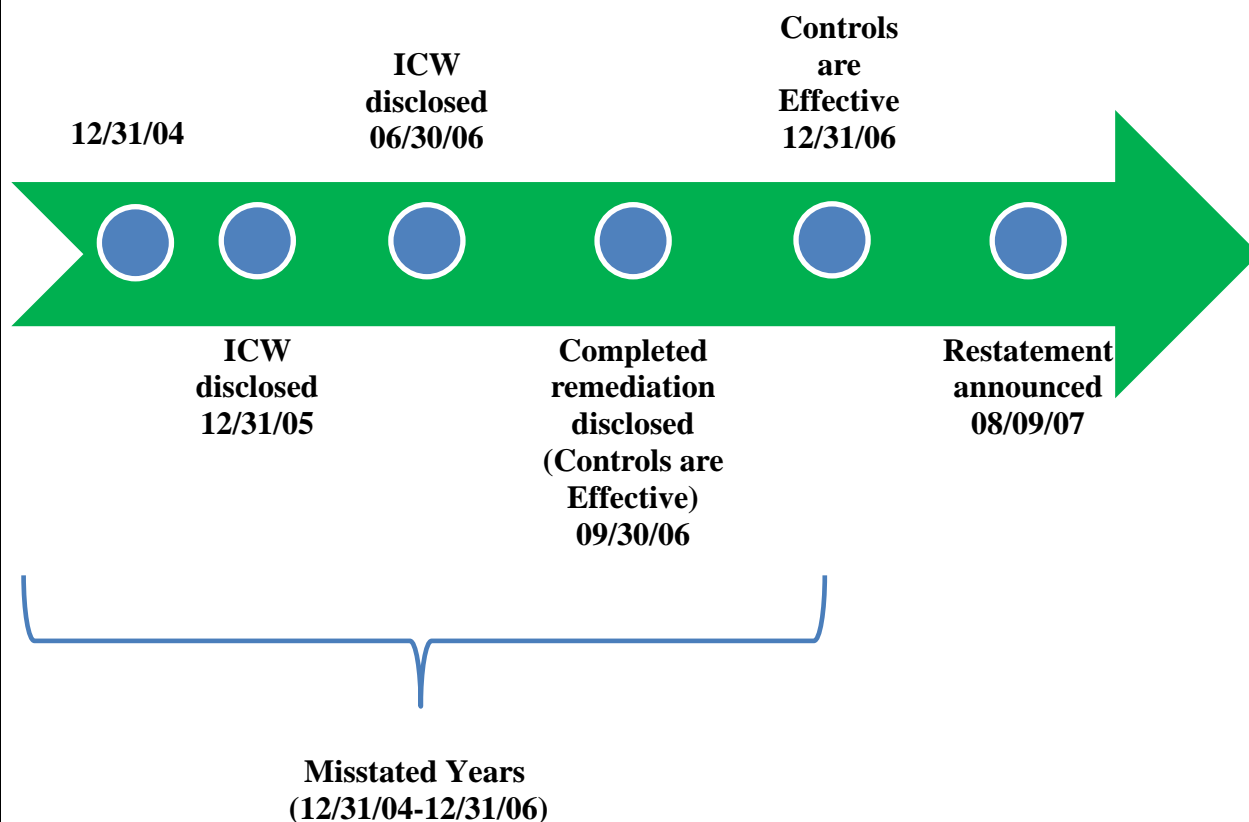 12/31/04
ICW
disclosed
06/30/06
Controls
are
Effective
12/31/06
ICW
disclosed
12/31/05
Completed
remediation
disclosed
(Controls are
Effective)
09/30/06
Restatement
announced
08/09/07
Misstated Years
(12/31/04-12/31/06)